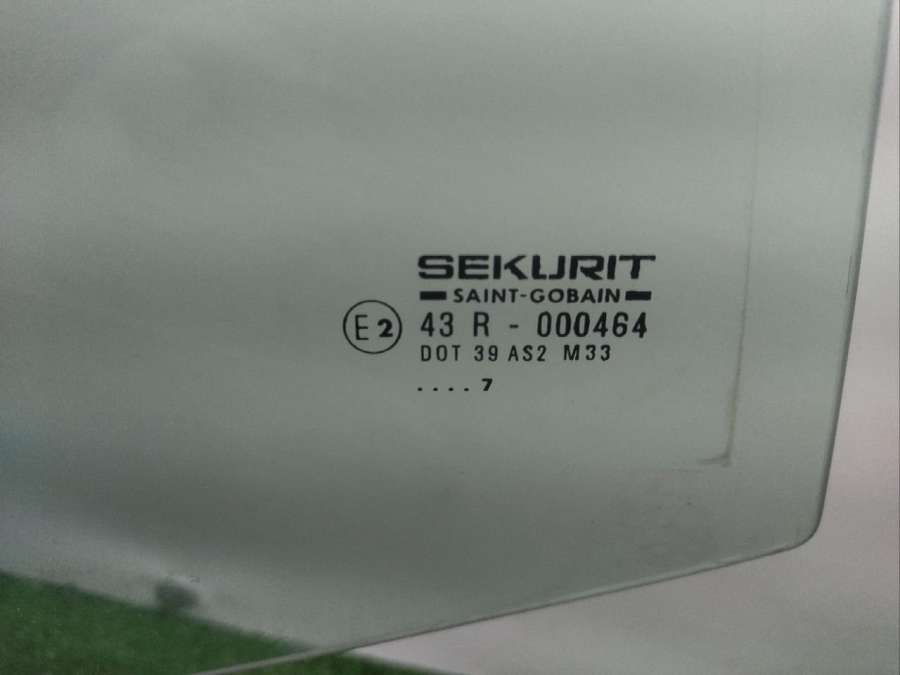 SEKURIT
SAINT-GOBAIN
E2 43 R - 000464
DOT 39 AS2 M33
.... 7